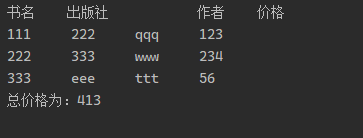 书名 出版社 作者 价格
111 222 qqq 123
222 333 www 234
333 eee ttt 56
总价格为：413